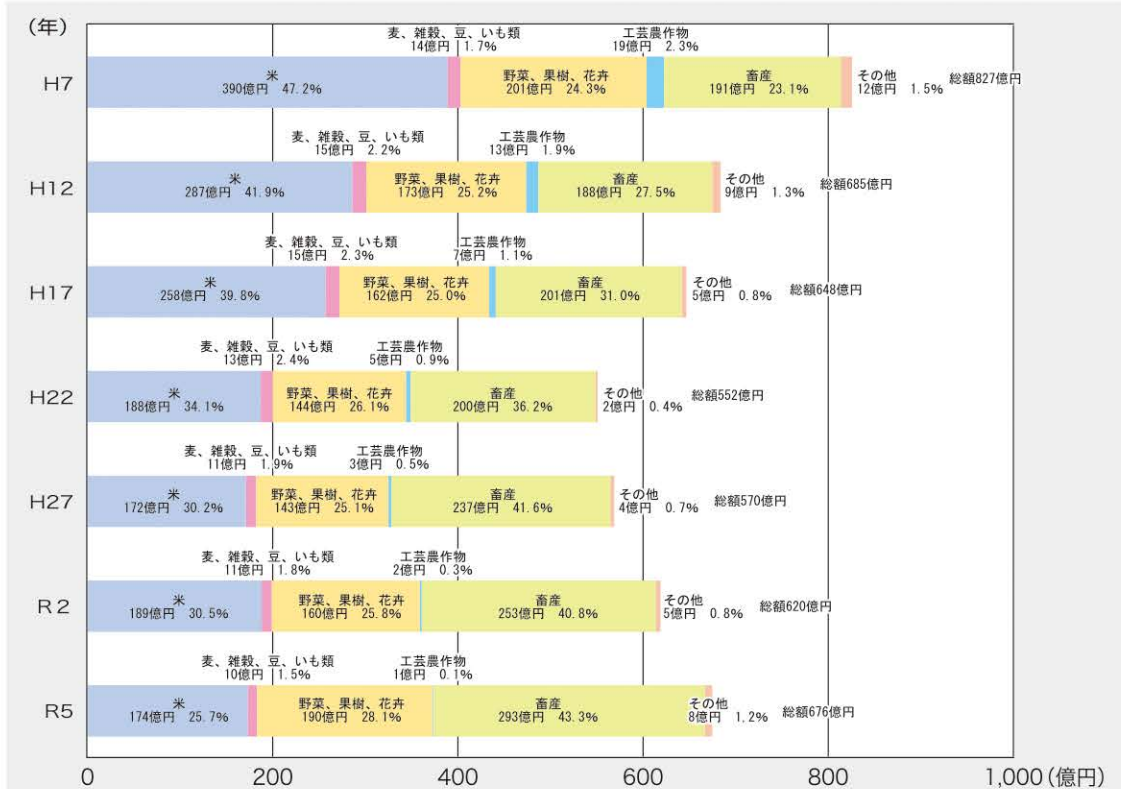 (年)
麦、雑穀、豆、いも類
14億円 1.7%
工芸農作物
19億円 2.3%
H7
米
390億円 47.2%
野菜、果樹、花卉
201億円 24.3%
畜産
191億円 23.1%
その他
12億円 1.5%
総額827億円
麦、雑穀、豆、いも類
15億円 2.2%
工芸農作物
13億円 1.9%
H12
米
287億円 41.9%
野菜、果樹、花卉
173億円 25.2%
畜産
188億円 27.5%
その他
9億円 1.3%
総額685億円
麦、雑穀、豆、いも類
15億円 2.3%
工芸農作物
7億円 1.1%
H17
米
258億円 39.8%
野菜、果樹、花卉
162億円 25.0%
畜産
201億円 31.0%
その他
5億円 0.8%
総額648億円
麦、雑穀、豆、いも類
13億円 2.4%
工芸農作物
5億円 0.9%
H22
米
188億円 34.1%
野菜、果樹、花卉
144億円 26.1%
畜産
200億円 36.2%
その他
2億円 0.4%
総額552億円
麦、雑穀、豆、いも類
11億円 1.9%
工芸農作物
3億円 0.5%
H27
米
172億円 30.2%
野菜、果樹、花卉
143億円 25.1%
畜産
237億円 41.6%
その他
4億円 0.7%
総額570億円
麦、雑穀、豆、いも類
11億円 1.8%
工芸農作物
2億円 0.3%
R2
米
189億円 30.5%
野菜、果樹、花卉
160億円 25.8%
畜産
253億円 40.8%
その他
5億円 0.8%
総額620億円
麦、雑穀、豆、いも類
10億円 1.5%
工芸農作物
1億円 0.1%
R5
米
174億円 25.7%
野菜、果樹、花卉
190億円 28.1%
畜産
293億円 43.3%
その他
8億円 1.2%
総額676億円
0 200 400 600 800 1,000(億円)